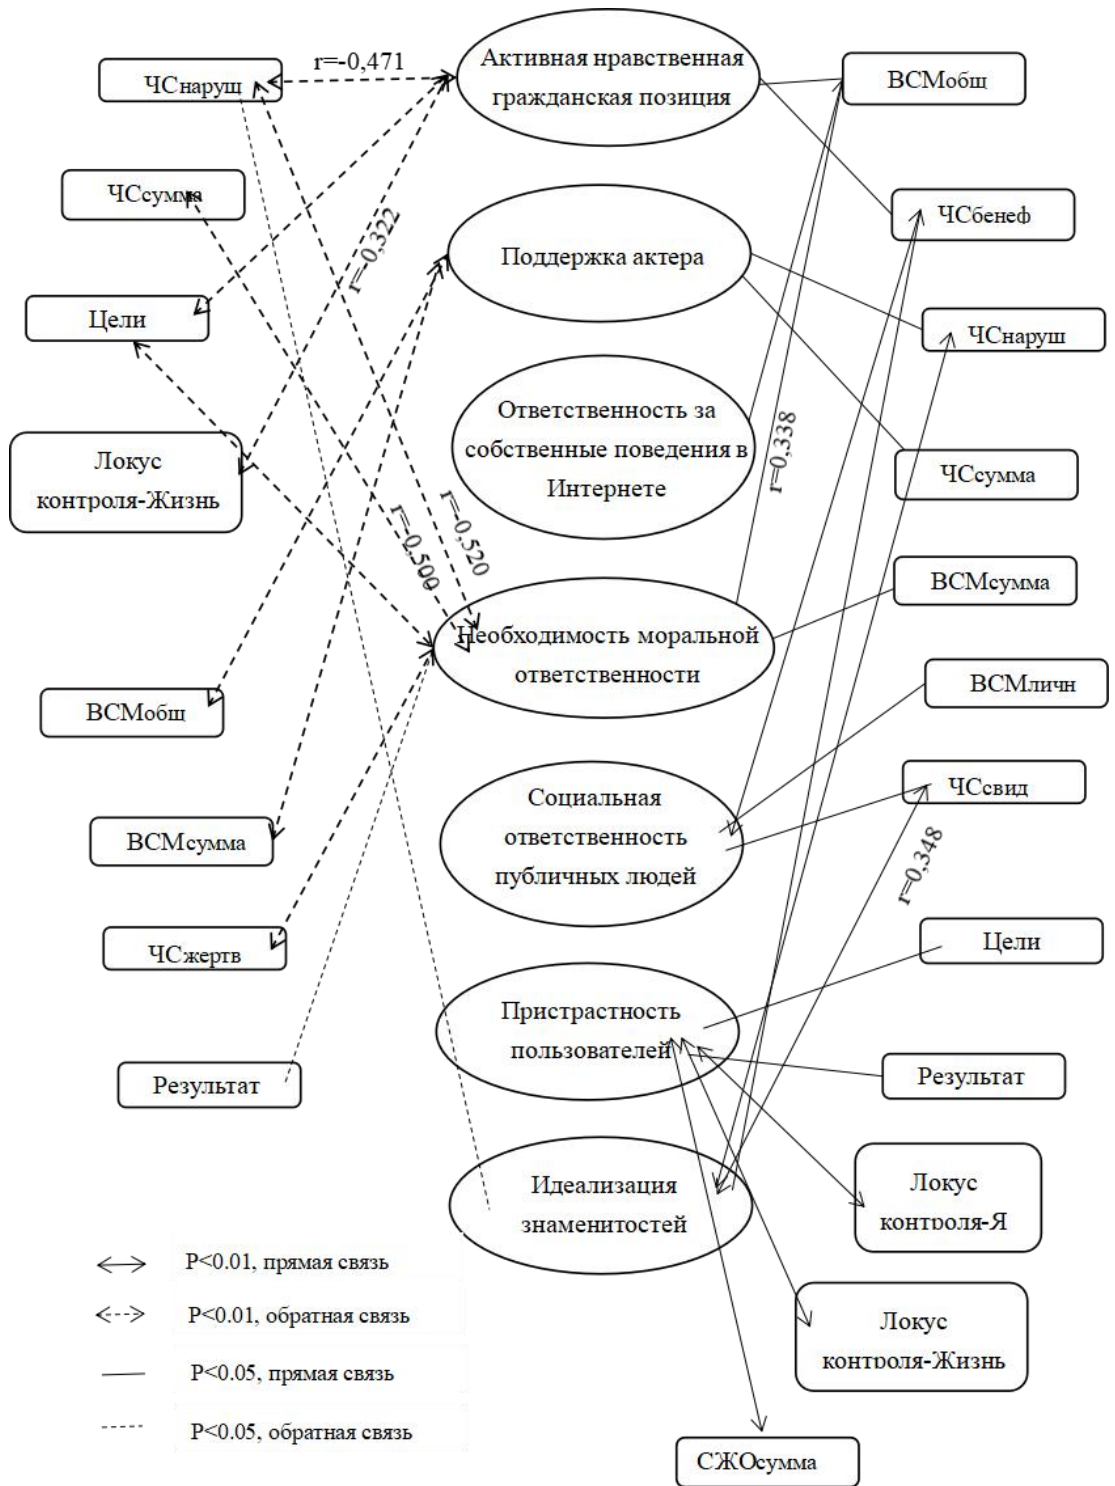 ЧСнарущ
r=-0,471
Активная нравственная
гражданская позиция
ВСМобщ
ЧСсумма
r=-0,322
Поддержка актера
ЧСбенеф
Цели
ЧСнаруш
Ответственность за
собственные поведения в
Интернете
r=0,338
Локус
контроля-Жизнь
ЧСсумма
r=-0,500
r=-0,520
ВСМсумма
Необходимость моральной
ответственности
ВСМличн
ВСМобщ
ЧСсвид
Социальная
ответственность
публичных людей
ВСМсумма
r=0,348
ЧСжертв
Цели
Пристрастность
пользователей
Результат
Результат
Локус
контроля-Я
Идеализация
знаменитостей
P<0.01, прямая связь
P<0.01, обратная связь
P<0.05, прямая связь
P<0.05, обратная связь
Локус
контроля-Жизнь
СЖОсумма